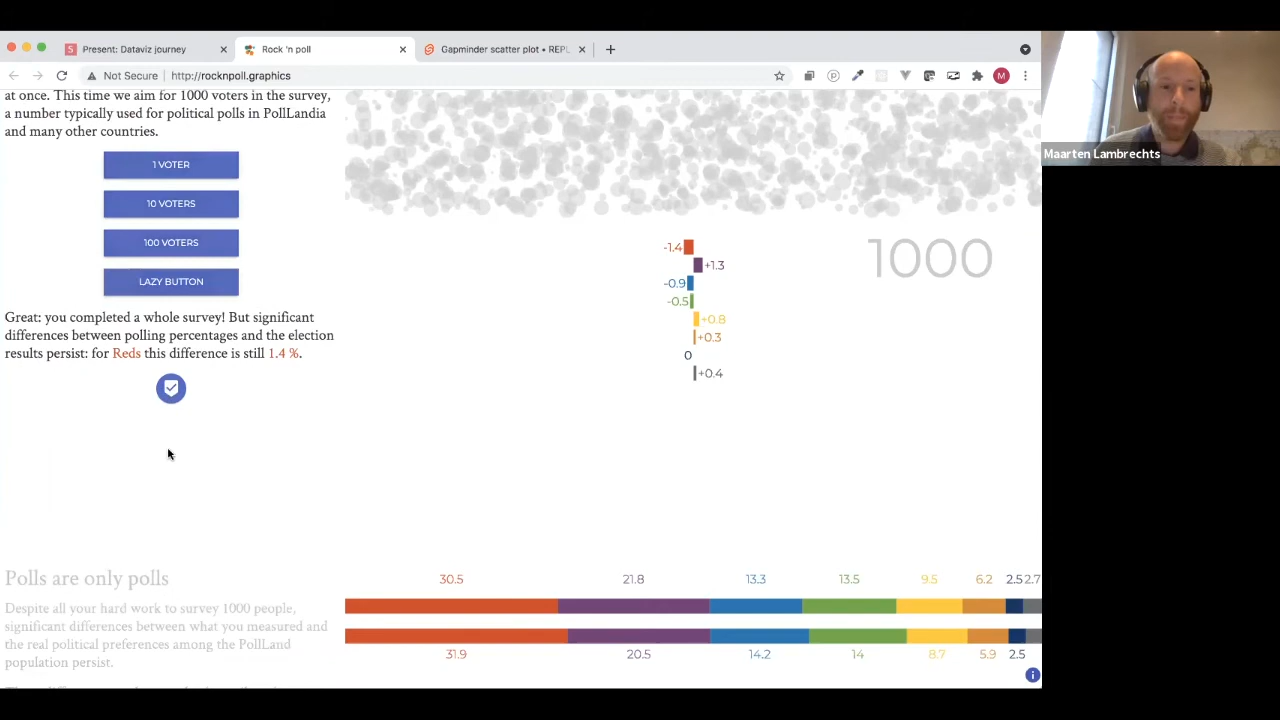 Present: Dataviz journey
Rock 'n poll
Gapminder scatter plot • REPL
Not Secure
http://rocknpoll.graphics
M
Maarten Lambrechts
at once. This time we aim for 1000 voters in the survey,
a number typically used for political polls in PollLandia
and many other countries.
1 VOTER
10 VOTERS
100 VOTERS
LAZY BUTTON
Great: you completed a whole survey! But significant
differences between polling percentages and the election
results persist: for Reds this difference is still 1.4 %.
-1.4
+1.3
-0.9
-0.5
+0.8
+0.3
0
+0.4
1000
Polls are only polls
Despite all your hard work to survey 1000 people,
significant differences between what you measured and
the real political preferences among the PollLand
population persist.
30.5 21.8 13.3 13.5 9.5 6.2 2.5 2.7
31.9 20.5 14.2 14 8.7 5.9 2.5
i